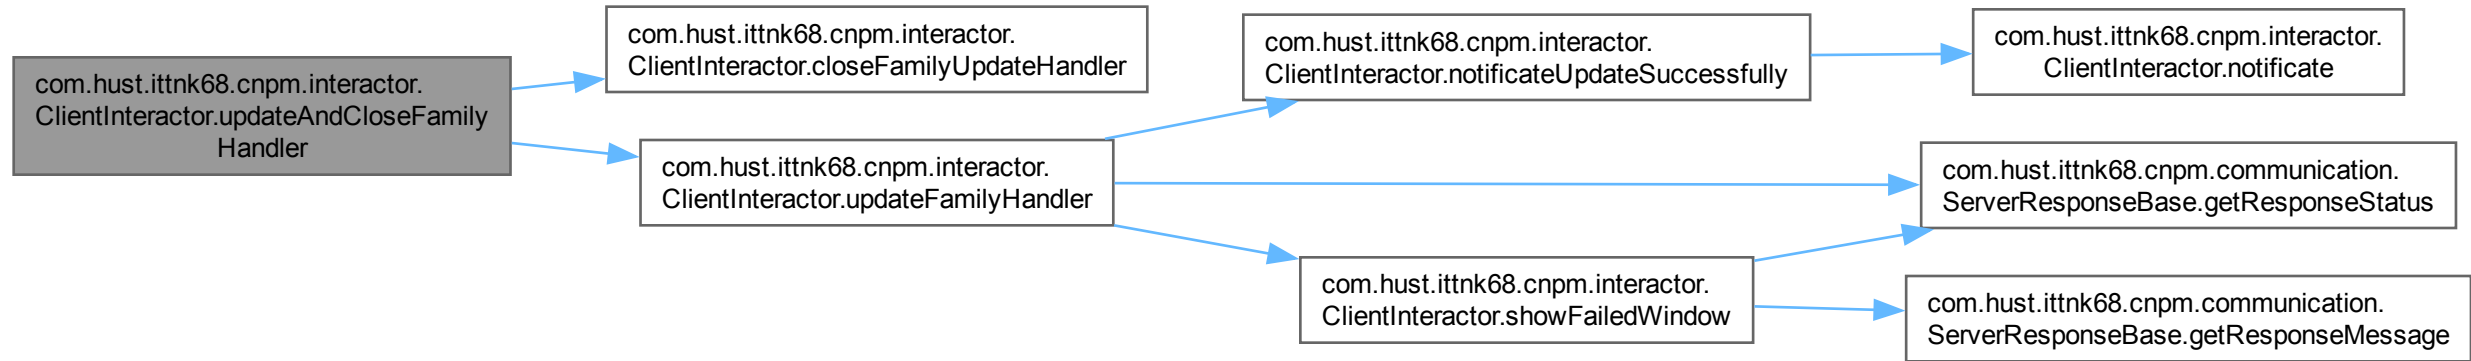 com.hust.ittnk68.cnpm.interactor.
ClientInteractor.updateAndCloseFamily
Handler
com.hust.ittnk68.cnpm.interactor.
ClientInteractor.closeFamilyUpdateHandler
com.hust.ittnk68.cnpm.interactor.
ClientInteractor.updateFamilyHandler
com.hust.ittnk68.cnpm.interactor.
ClientInteractor.notificateUpdateSuccessfully
com.hust.ittnk68.cnpm.interactor.
ClientInteractor.notificate
com.hust.ittnk68.cnpm.communication.
ServerResponseBase.getResponseStatus
com.hust.ittnk68.cnpm.interactor.
ClientInteractor.showFailedWindow
com.hust.ittnk68.cnpm.communication.
ServerResponseBase.getResponseMessage